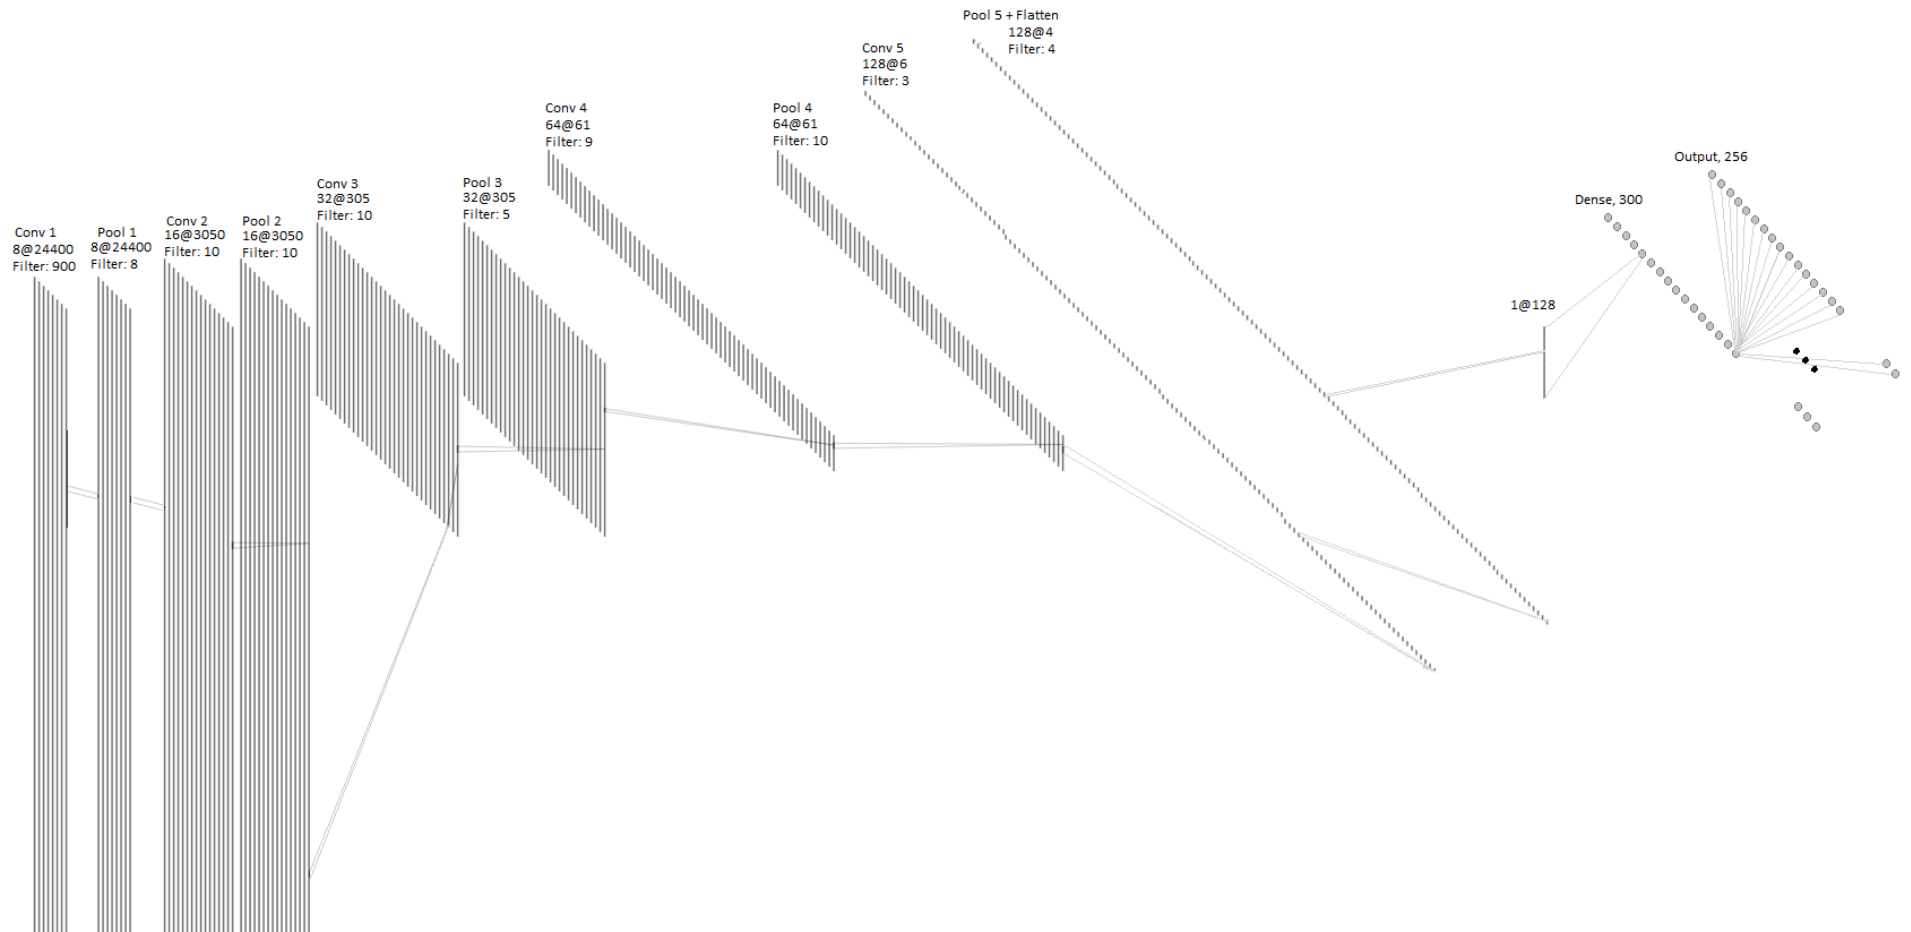 Conv 1
8@24400
Filter: 900
Pool 1
8@24400
Filter: 8
Conv 2
16@3050
Filter: 10
Pool 2
16@3050
Filter: 10
Conv 3
32@305
Filter: 10
Pool 3
32@305
Filter: 5
Conv 4
64@61
Filter: 9
Pool 4
64@61
Filter: 10
Conv 5
128@6
Filter: 3
Pool 5 + Flatten
128@4
Filter: 4
1@128
Dense, 300
Output, 256